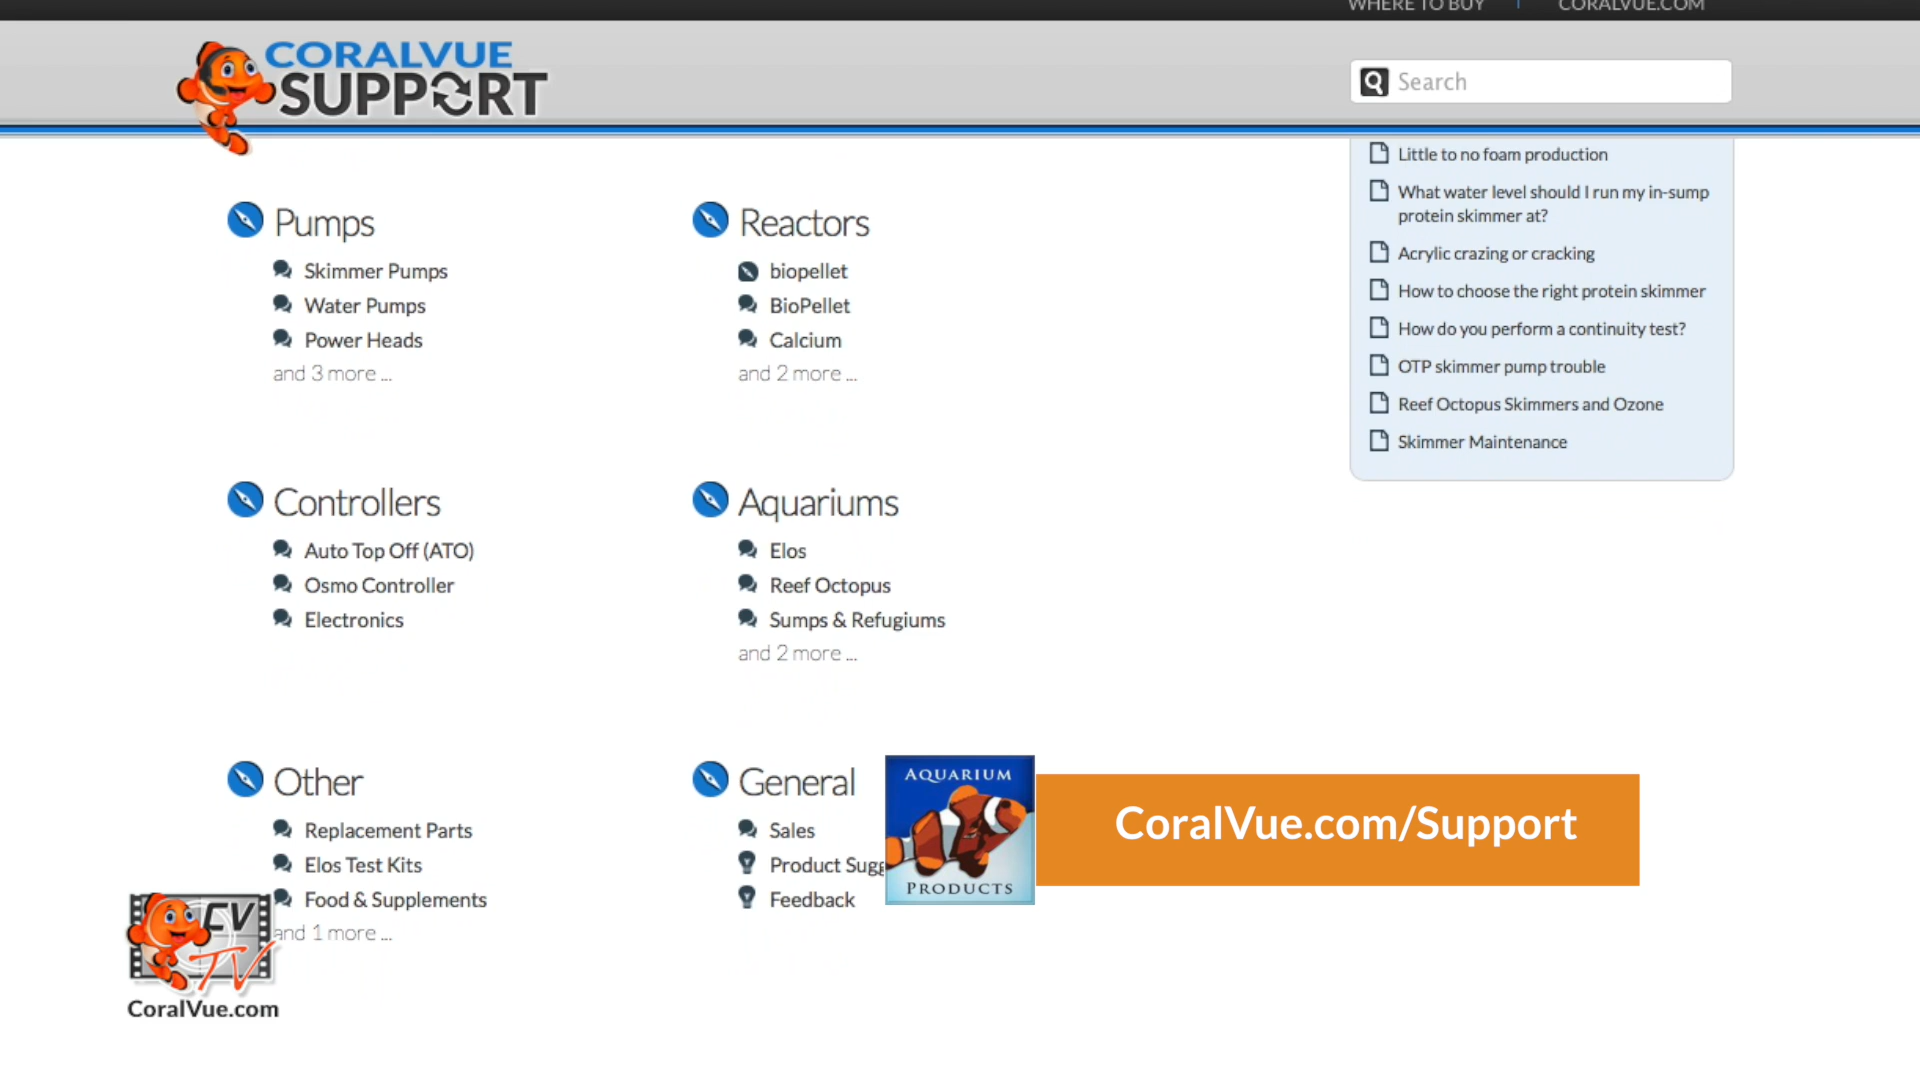 WHERE TO BUY | CORALVUE.COM
CORALVUE
SUPPORT
Search
Little to no foam production
What water level should I run my in-sump
protein skimmer at?
Acrylic crazing or cracking
How to choose the right protein skimmer
How do you perform a continuity test?
OTP skimmer pump trouble
Reef Octopus Skimmers and Ozone
Skimmer Maintenance
Pumps
Skimmer Pumps
Water Pumps
Power Heads
and 3 more ...
Reactors
biopellet
BioPellet
Calcium
and 2 more ...
Controllers
Auto Top Off (ATO)
Osmo Controller
Electronics
Aquariums
Elos
Reef Octopus
Sumps & Refugiums
and 2 more ...
Other
Replacement Parts
Elos Test Kits
Food & Supplements
and 1 more ...
General
Sales
Product Sugg
Feedback
AQUARIUM
PRODUCTS
CoralVue.com/Support
CV
TV
CoralVue.com